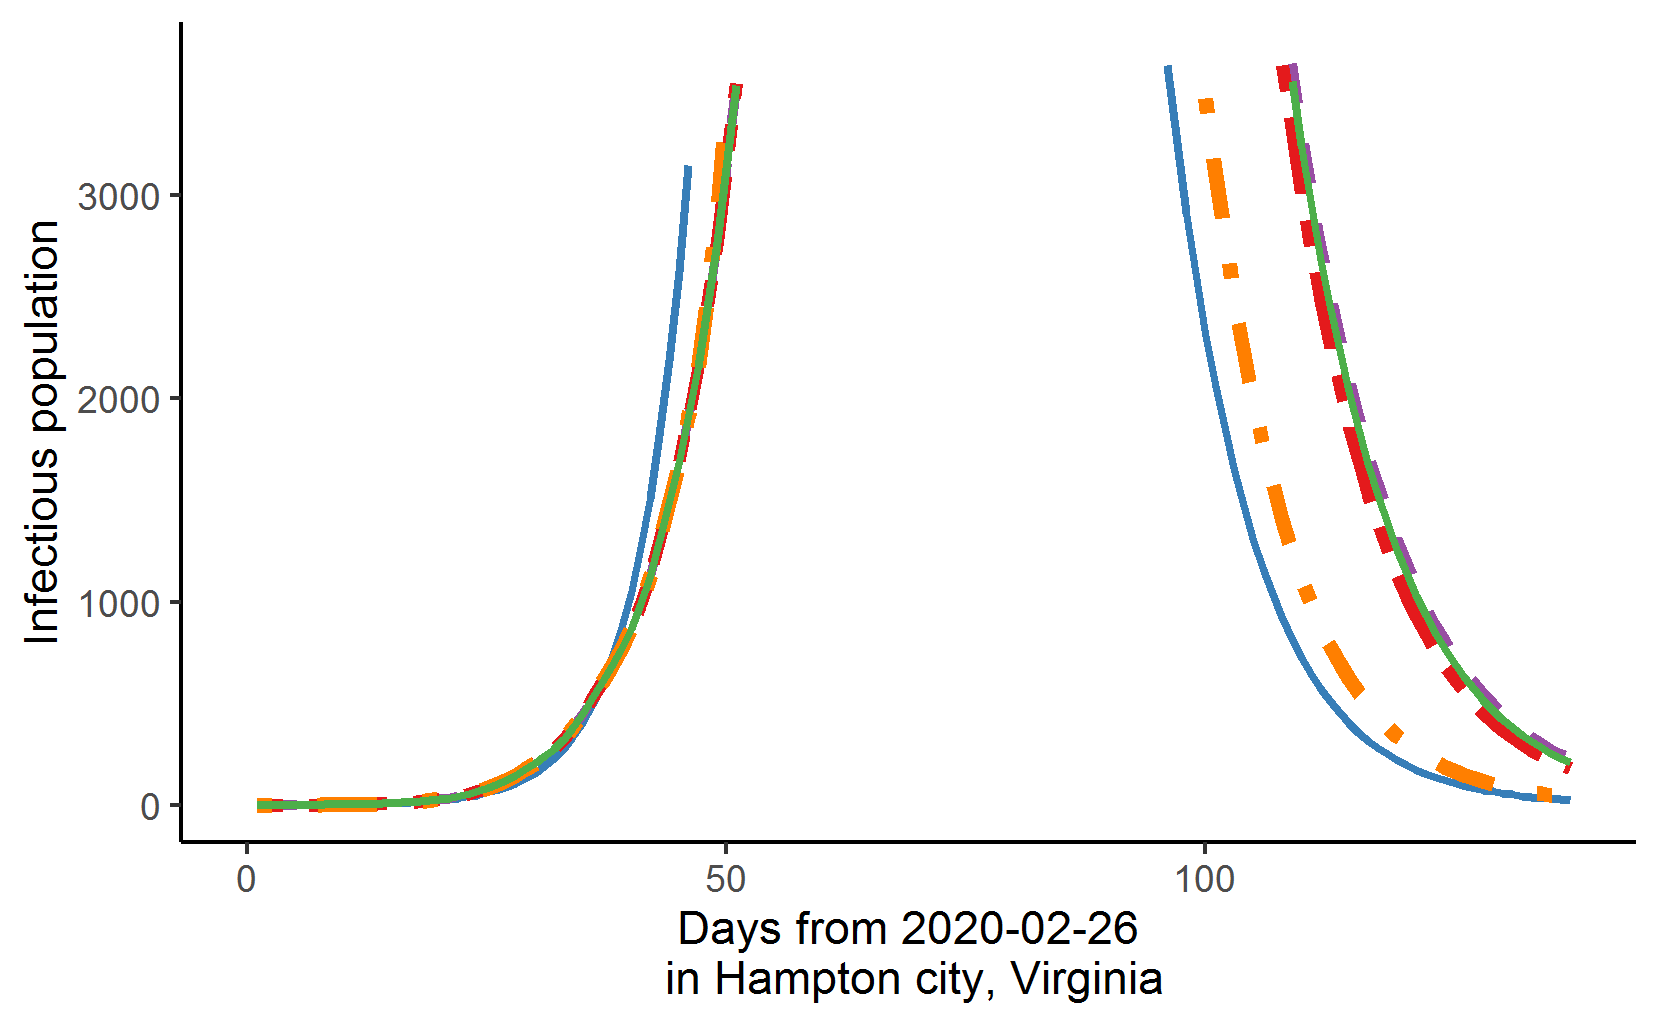 Infectious population
3000
2000
1000
0
0 50 100
Days from 2020-02-26
in Hampton city, Virginia